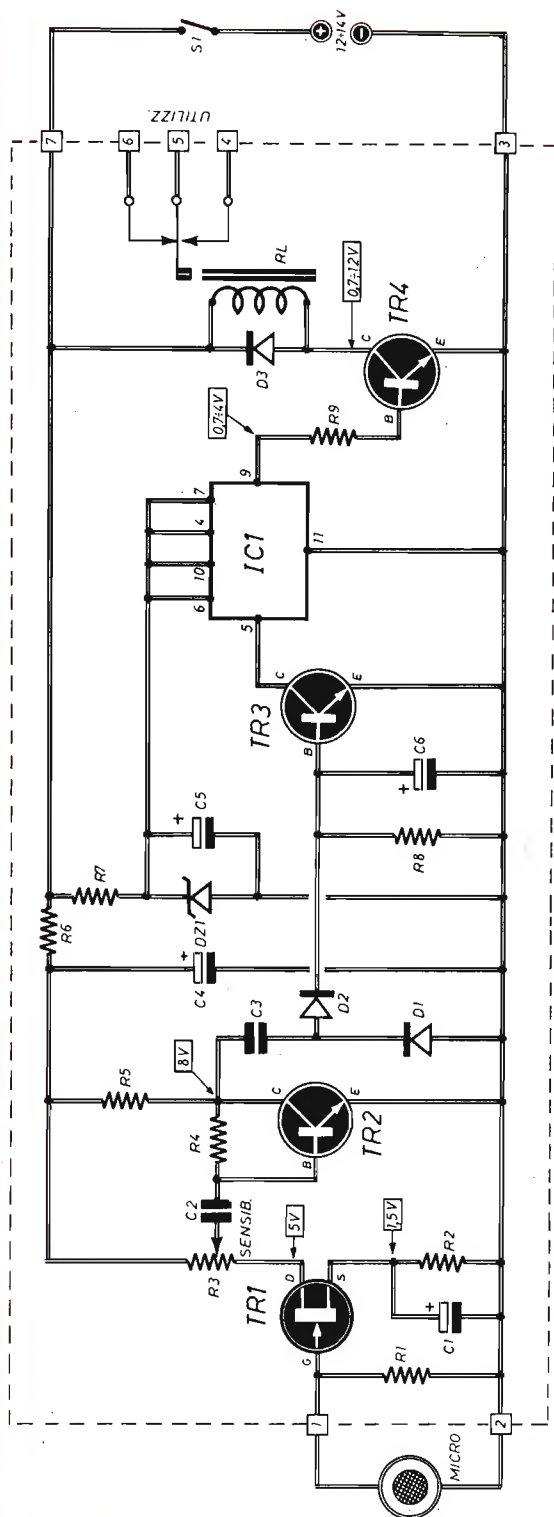 MICRO
1
2
R1
G
TR1
D
S
C1
+
R2
1,5V
5V
R3
SENSIB.
C2
R4
B
TR2
C
E
8V
R5
C3
D1
D2
C4
+
R6
R7
DZ1
C5
+
R8
C6
+
B
TR3
C
E
5
6
10
4
7
IC1
9
11
0,7÷4V
R9
B
TR4
C
E
0,7÷12V
D3
RL
UTILIZZ.
7
6
5
4
3
S1
+
12÷14V
−